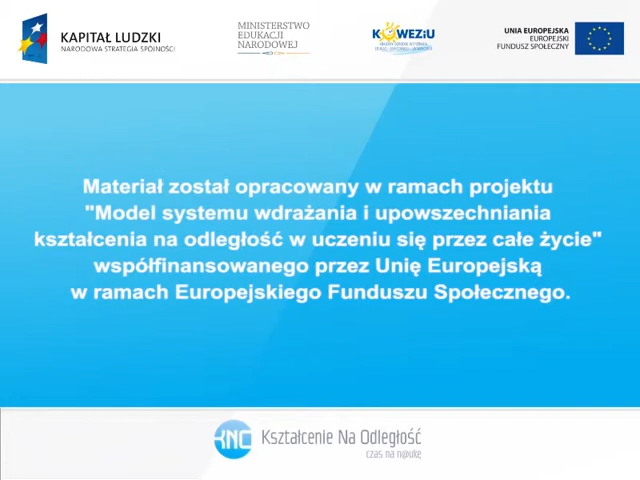 KAPITAŁ LUDZKI
NARODOWA STRATEGIA SPÓJNOŚCI
MINISTERSTWO
EDUKACJI
NARODOWEJ
KOWEZiU
UNIA EUROPEJSKA
EUROPEJSKI
FUNDUSZ SPOŁECZNY
Materiał został opracowany w ramach projektu
"Model systemu wdrażania i upowszechniania
kształcenia na odległość w uczeniu się przez całe życie"
współfinansowanego przez Unię Europejską
w ramach Europejskiego Funduszu Społecznego.
KNO Kształcenie Na Odległość
czas na n@ukę